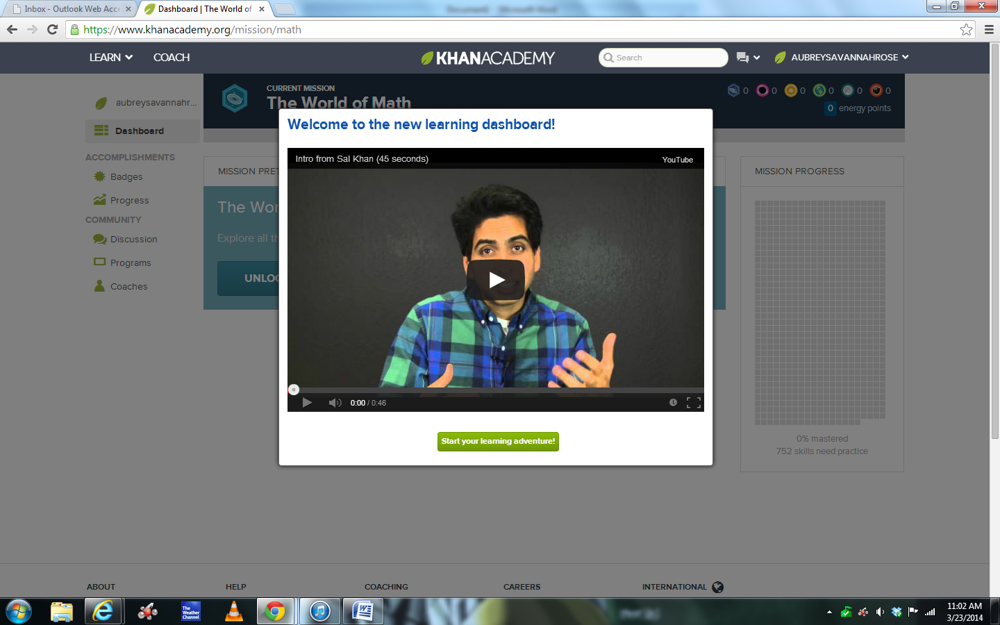 Inbox - Outlook Web Acce
Dashboard | The World of
https://www.khanacademy.org/mission/math
LEARN
COACH
KHANACADEMY
Search
AUBREYSAVANNAHROSE
aubreysavannahr...
Dashboard
ACCOMPLISHMENTS
Badges
Progress
COMMUNITY
Discussion
Programs
Coaches
CURRENT MISSION
The World of Math
0 0 0 0 0 0
0 energy points
MISSION PRET
The Wor
Explore all th
UNLOC
Welcome to the new learning dashboard!
Intro from Sal Khan (45 seconds)
YouTube
0:00 / 0:46
Start your learning adventure!
MISSION PROGRESS
0% mastered
752 skills need practice
ABOUT
HELP
COACHING
CAREERS
INTERNATIONAL
The
Weather
Channel
11:02 AM
3/23/2014